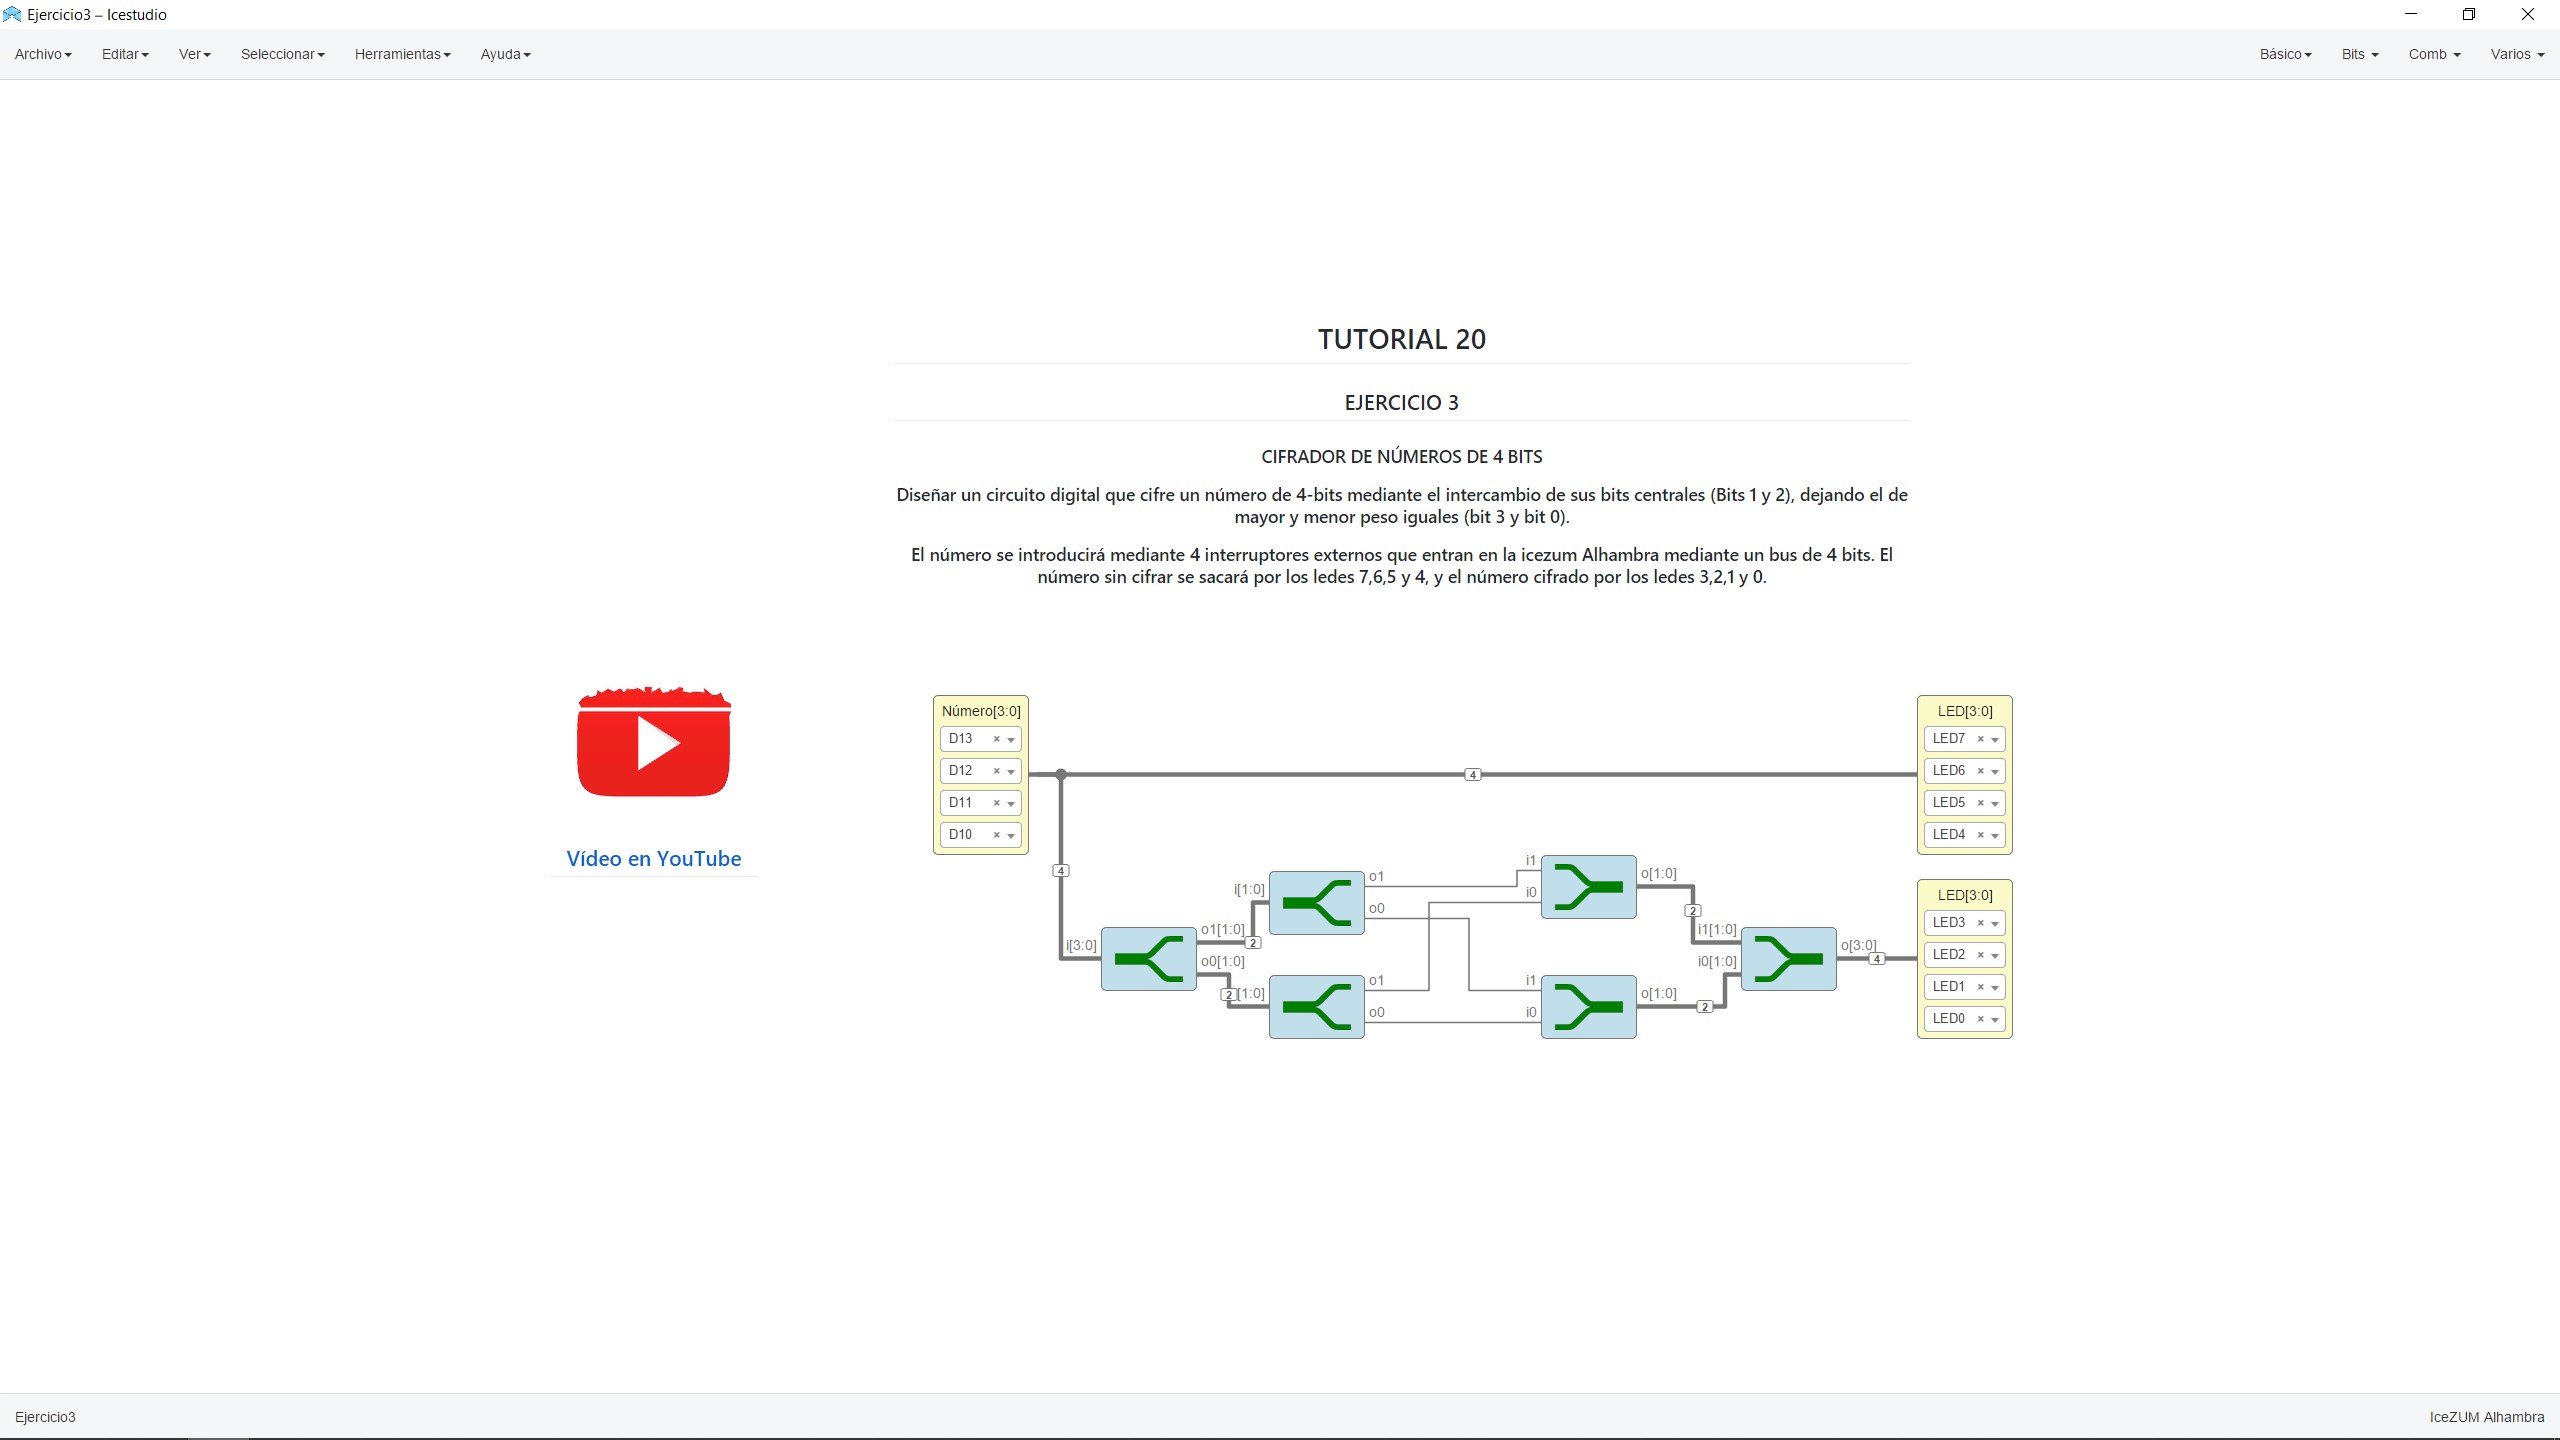 Ejercicio3 – Icestudio
Archivo Editar Ver Seleccionar Herramientas Ayuda Básico Bits Comb Varios
TUTORIAL 20
EJERCICIO 3
CIFRADOR DE NÚMEROS DE 4 BITS
Diseñar un circuito digital que cifre un número de 4-bits mediante el intercambio de sus bits centrales (Bits 1 y 2), dejando el de
mayor y menor peso iguales (bit 3 y bit 0).
El número se introducirá mediante 4 interruptores externos que entran en la icezum Alhambra mediante un bus de 4 bits. El
número sin cifrar se sacará por los ledes 7,6,5 y 4, y el número cifrado por los ledes 3,2,1 y 0.
Vídeo en YouTube
Número[3:0]
D13
D12
D11
D10
4
4
i[3:0]
o1[1:0]
o0[1:0]
2
2
i[1:0]
o1
o0
[1:0]
o1
o0
i1
i0
o[1:0]
i1
i0
o[1:0]
2
2
i1[1:0]
i0[1:0]
o[3:0]
4
LED[3:0]
LED7
LED6
LED5
LED4
LED[3:0]
LED3
LED2
LED1
LED0
Ejercicio3 IceZUM Alhambra